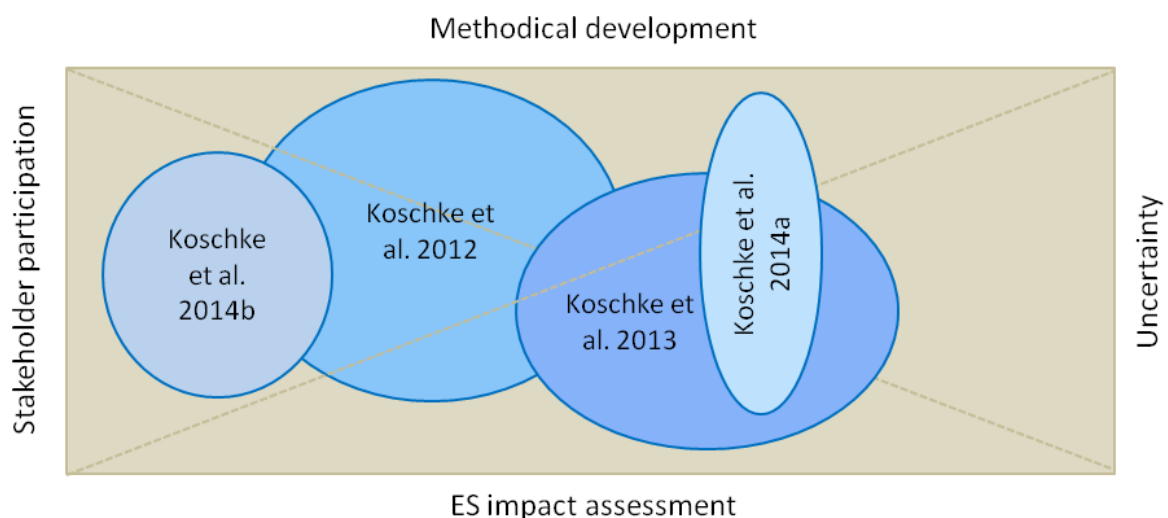 Methodical development
Stakeholder participation
Koschke
et al.
2014b
Koschke et
al. 2012
Koschke et
al. 2013
Koschke et al.
2014a
Uncertainty
ES impact assessment